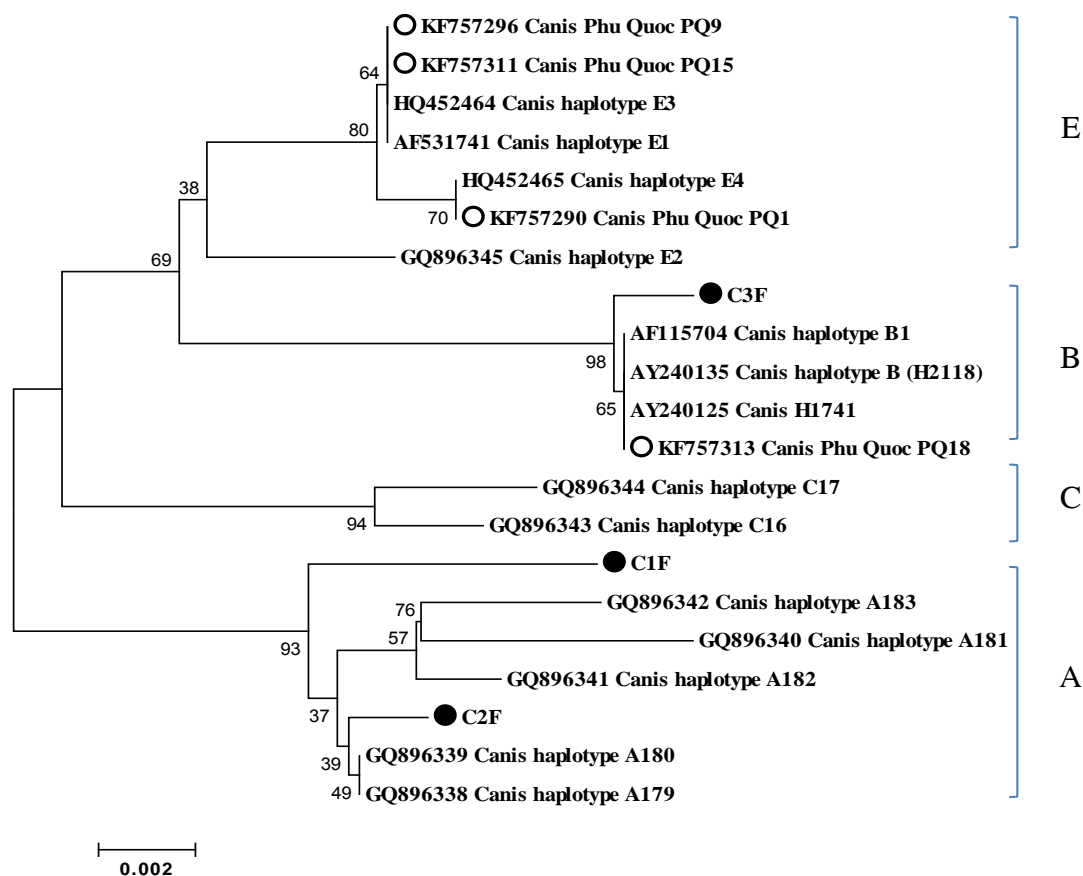 KF757296 Canis Phu Quoc PQ9
KF757311 Canis Phu Quoc PQ15
64
HQ452464 Canis haplotype E3
E
80
AF531741 Canis haplotype E1
HQ452465 Canis haplotype E4
38
70
KF757290 Canis Phu Quoc PQ1
69
GQ896345 Canis haplotype E2
C3F
AF115704 Canis haplotype B1
98
B
AY240135 Canis haplotype B (H2118)
65
AY240125 Canis H1741
KF757313 Canis Phu Quoc PQ18
GQ896344 Canis haplotype C17
C
94
GQ896343 Canis haplotype C16
C1F
76
GQ896342 Canis haplotype A183
57
93
GQ896340 Canis haplotype A181
GQ896341 Canis haplotype A182
A
37
C2F
39
GQ896339 Canis haplotype A180
49
GQ896338 Canis haplotype A179
0.002